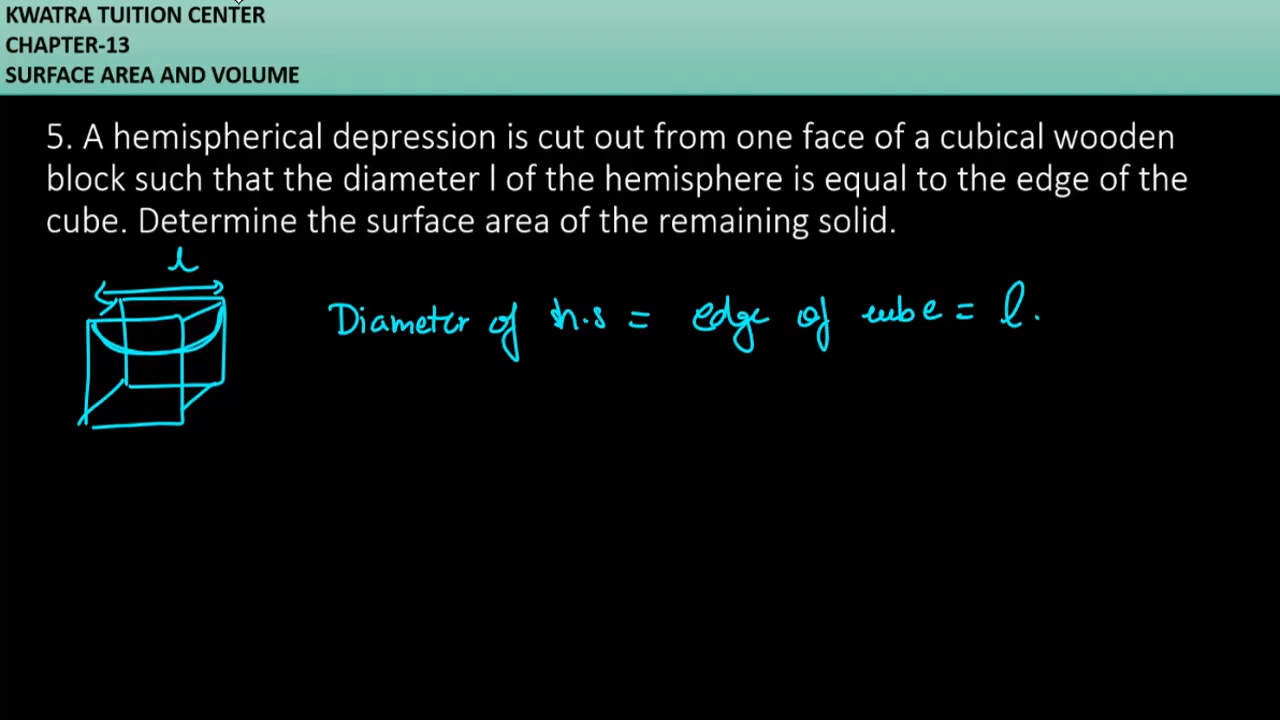 KWATRA TUITION CENTER
CHAPTER-13
SURFACE AREA AND VOLUME
5. A hemispherical depression is cut out from one face of a cubical wooden
block such that the diameter l of the hemisphere is equal to the edge of the
cube. Determine the surface area of the remaining solid.
l
Diameter of h.s = edge of cube = l.